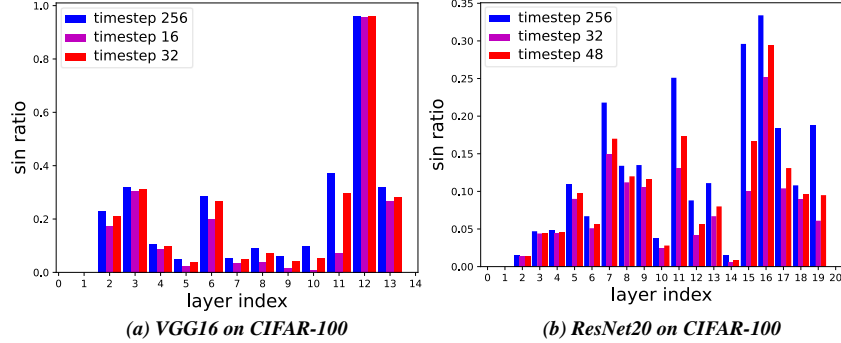 timestep 256
timestep 16
timestep 32
sin ratio
1.0
0.8
0.6
0.4
0.2
0.0
0 1 2 3 4 5 6 7 8 9 10 11 12 13 14
layer index
(a) VGG16 on CIFAR-100
timestep 256
timestep 32
timestep 48
sin ratio
0.35
0.30
0.25
0.20
0.15
0.10
0.05
0.00
0 1 2 3 4 5 6 7 8 9 10 11 12 13 14 15 16 17 18 19 20
layer index
(b) ResNet20 on CIFAR-100